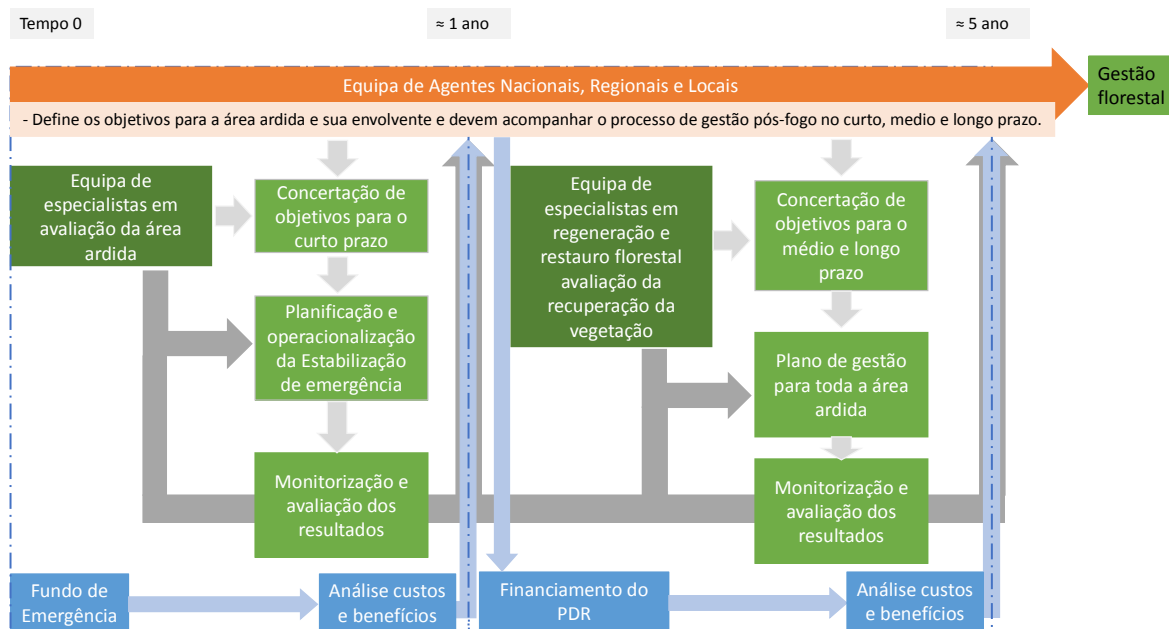 Tempo 0
≈ 1 ano
≈ 5 ano
Equipa de Agentes Nacionais, Regionais e Locais
Gestão
florestal
- Define os objetivos para a área ardida e sua envolvente e devem acompanhar o processo de gestão pós-fogo no curto, medio e longo prazo.
Equipa de
especialistas em
avaliação da área
ardida
Concertação de
objetivos para o
curto prazo
Planificação e
operacionalização
da Estabilização
de emergência
Monitorização e
avaliação dos
resultados
Equipa de
especialistas em
regeneração e
restauro florestal
avaliação da
recuperação da
vegetação
Concertação de
objetivos para o
médio e longo
prazo
Plano de gestão
para toda a área
ardida
Monitorização e
avaliação dos
resultados
Fundo de
Emergência
Análise custos
e benefícios
Financiamento do
PDR
Análise custos
e benefícios